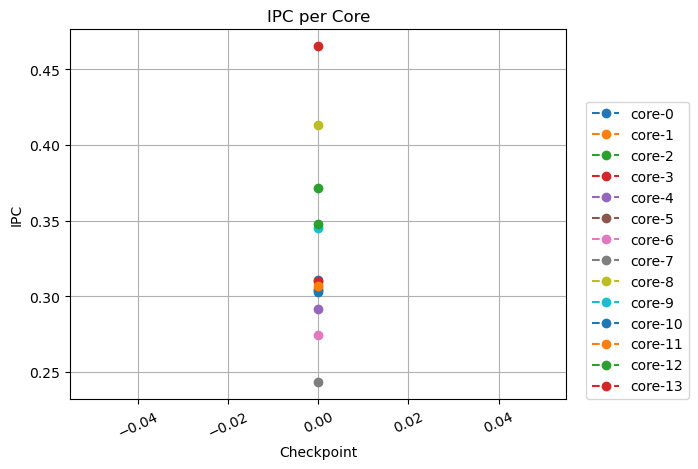 IPC per Core
IPC
0.45
0.40
0.35
0.30
0.25
−0.04
−0.02
0.00
0.02
0.04
Checkpoint
core-0
core-1
core-2
core-3
core-4
core-5
core-6
core-7
core-8
core-9
core-10
core-11
core-12
core-13